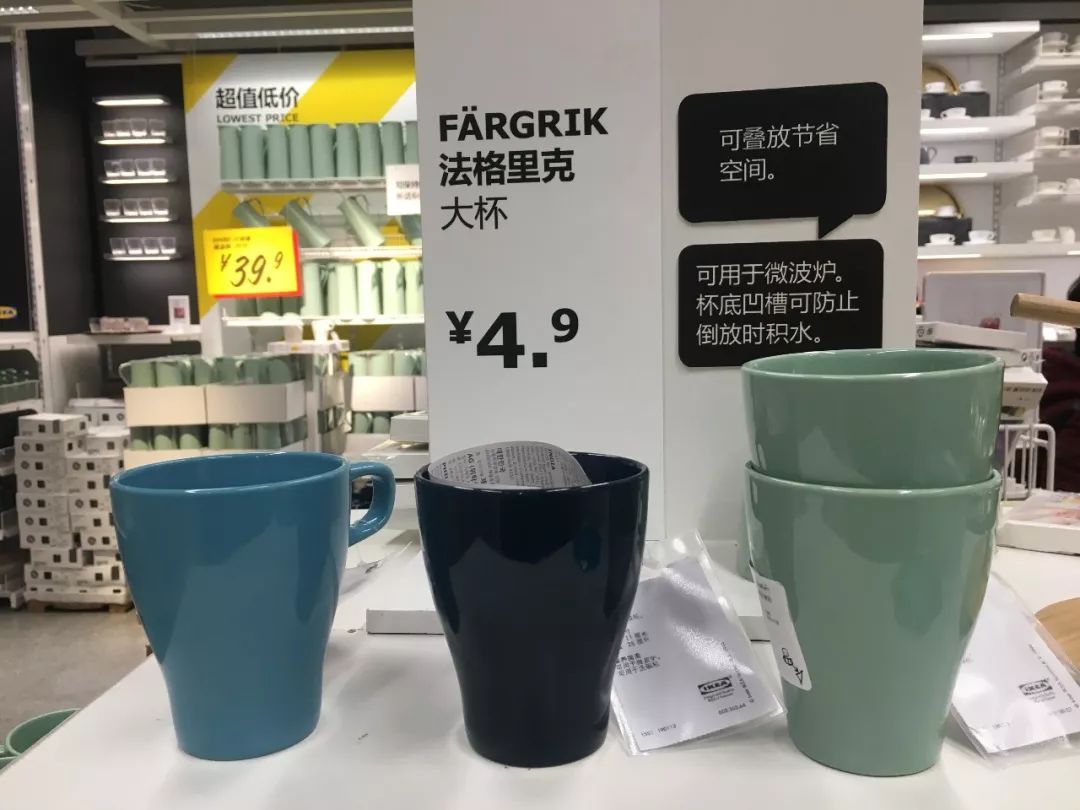 超值低价
LOWEST PRICE
¥39.9
FÄRGRIK
法格里克
大杯
¥4.9
可叠放节省
空间。
可用于微波炉。
杯底凹槽可防止
倒放时积水。
IKEA
IKEA
IKEA